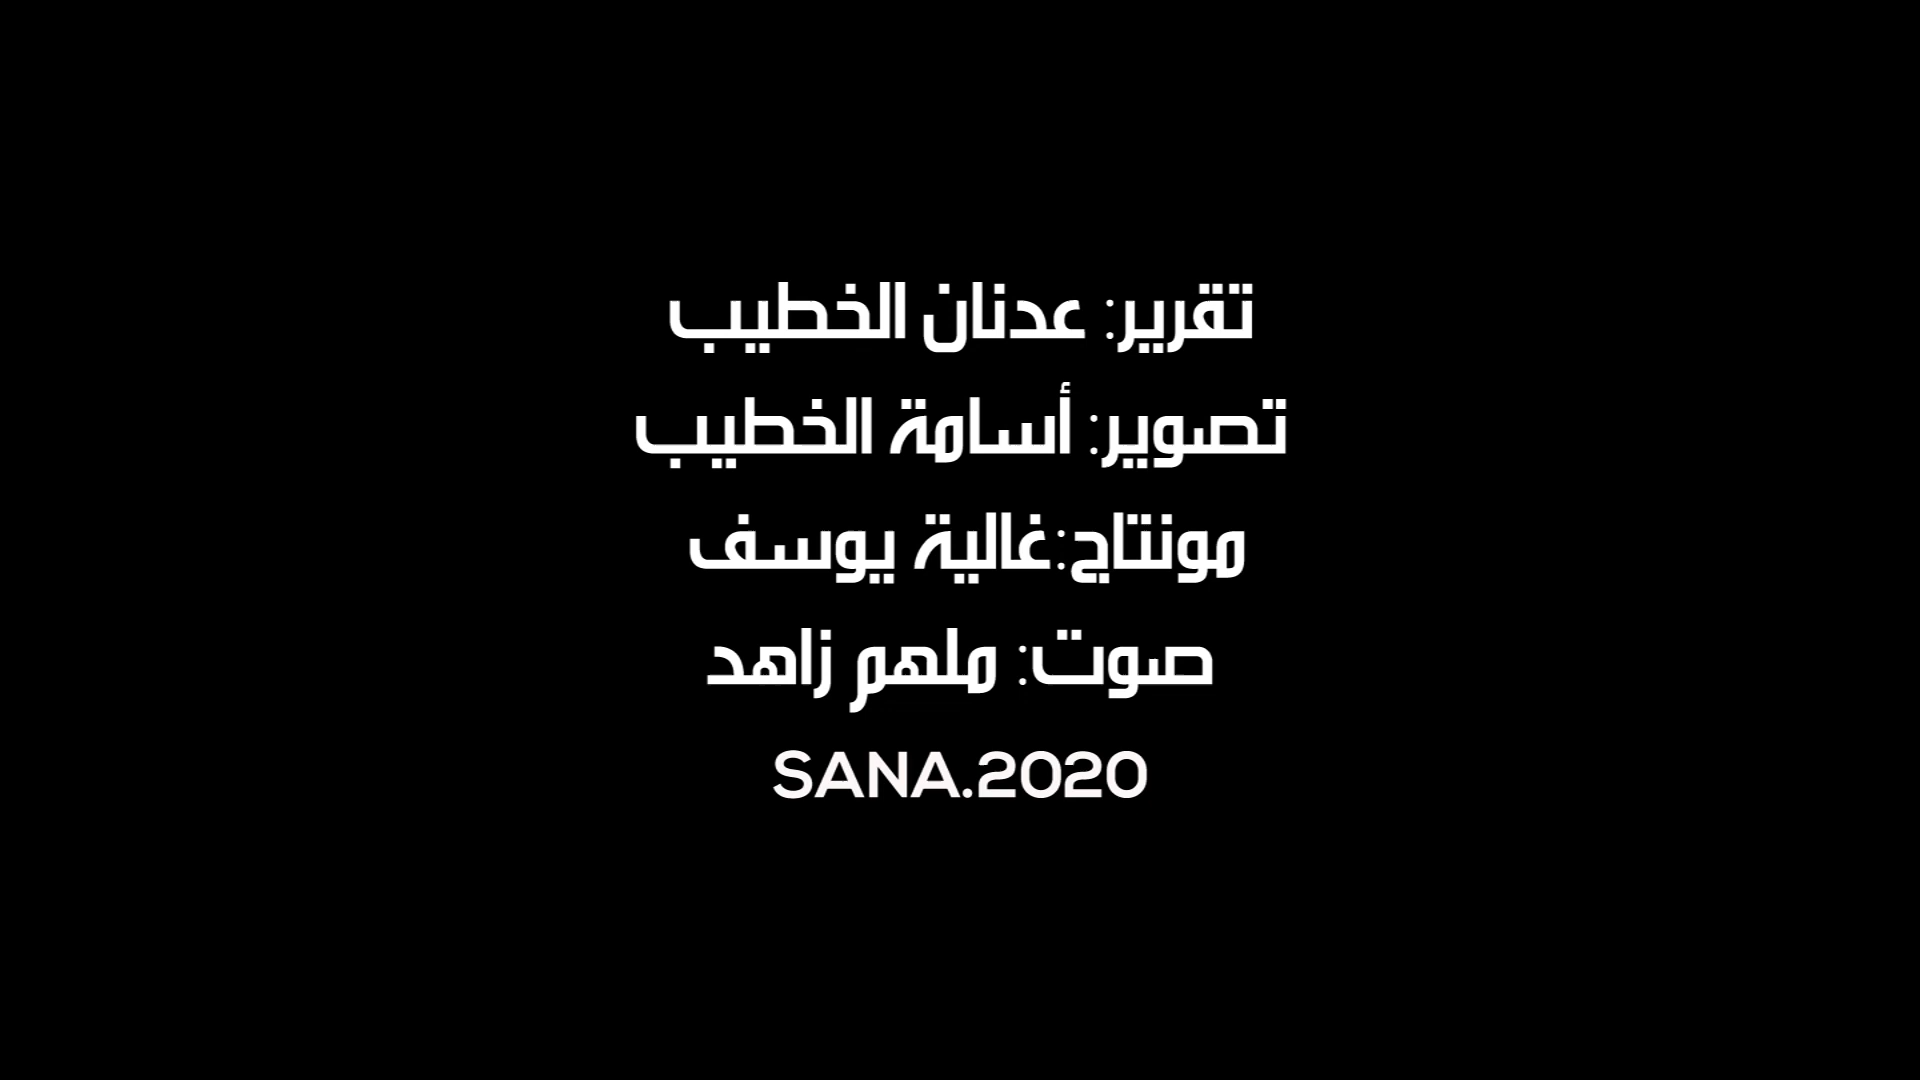 تقرير: عدنان الخطيب
تصوير: أسامة الخطيب
مونتاج:غالية يوسف
صوت: ملهم زاهد
SANA.2020